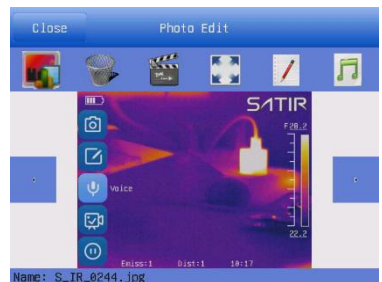 Close
Photo Edit
SATIR
F28.2
Voice
22.2
Emiss:1
Dist:1
10:17
Name: S_IR_0244.jpg